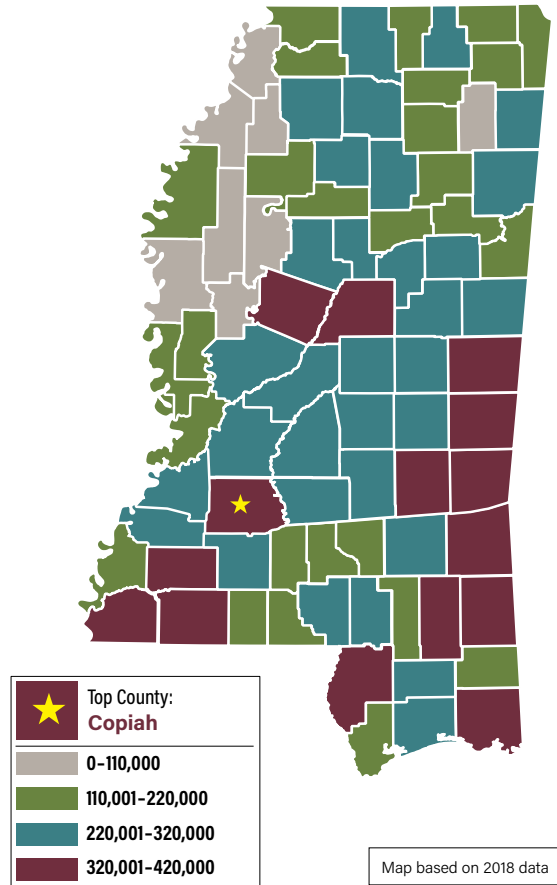 Top County:
Copiah
0-110,000
110,001-220,000
220,001-320,000
320,001-420,000
Map based on 2018 data